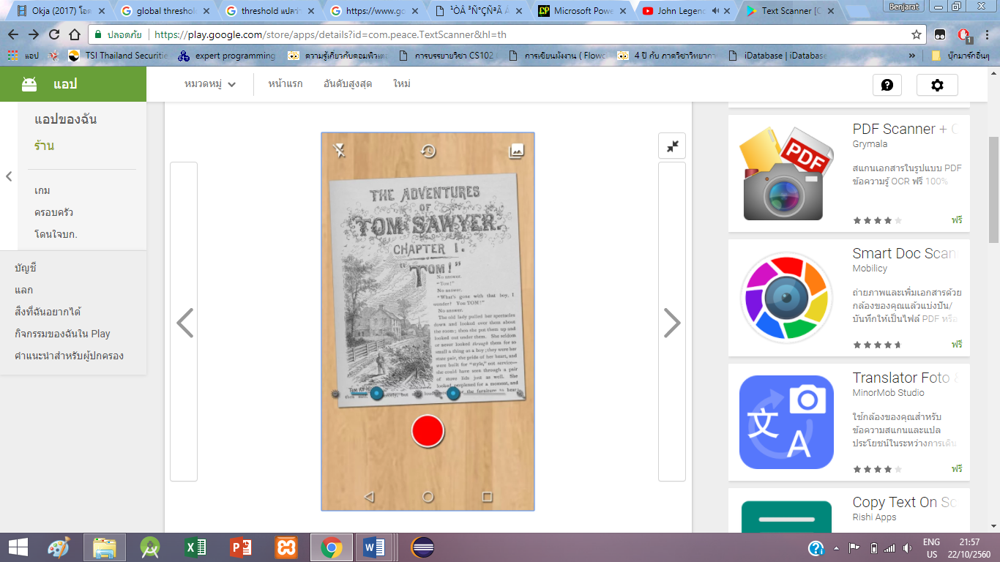 Okja (2017) โอต
global threshol
threshold แปลว่า
https://www.gc
¹ÒÂ ³Ñ°ÇÑªÃ Á
Microsoft Pow
John Legend
Text Scanner [C
Benjarat
ปลอดภัย
https://play.google.com/store/apps/details?id=com.peace.TextScanner&hl=th
1
แอป
TSI Thailand Securitie
expert programming
ความรู้เกี่ยวกับคอมพิวเตอ
การบรรยายวิชา CS102
การเขียนผังงาน ( Flowc
4 ปี กับ ภาควิชาวิทยากา
iDatabase | iDatabase
»
บุ๊กมาร์กอื่นๆ
แอป
หมวดหมู่
หน้าแรก
อันดับสูงสุด
ใหม่
แอปของฉัน
ร้าน
เกม
ครอบครัว
โดนใจบก.
บัญชี
แลก
สิ่งที่ฉันอยากได้
กิจกรรมของฉันใน Play
คำแนะนำสำหรับผู้ปกครอง
THE ADVENTURES
OF
TOM SAWYER.
CHAPTER I.
"TOM!"
No answer.
"Tom!"
No answer.
"What's gone with that boy, I
wonder? You TOM!"
No answer.
The old lady pulled her spectacles
down and looked over them about
the room; then she put them up and
looked out under them. She seldom
or never looked through them for so
small a thing as a boy; they were her
state pair, the pride of her heart, and
were built for "style," not service—
she could have seen through a pair
of stove lids just as well. She
looked perplexed for a moment, and
the furniture to hear
PDF Scanner + C
Grymala
สแกนเอกสารในรูปแบบ PDF
ข้อความรู้ OCR ฟรี 100%
ฟรี
Smart Doc Scan
Mobilicy
ถ่ายภาพและเพิ่มเอกสารด้วย
กล้องของคุณแล้วแบ่งปัน/
บันทึกให้เป็นไฟล์ PDF หรือ
ฟรี
文
A
Translator Foto &
MinorMob Studio
ใช้กล้องของคุณสำหรับ
ข้อความสแกนและแปล
ประโยชน์ในระหว่างการเดิน
ฟรี
Copy Text On Sc
Rishi Apps
ENG
US
21:57
22/10/2560